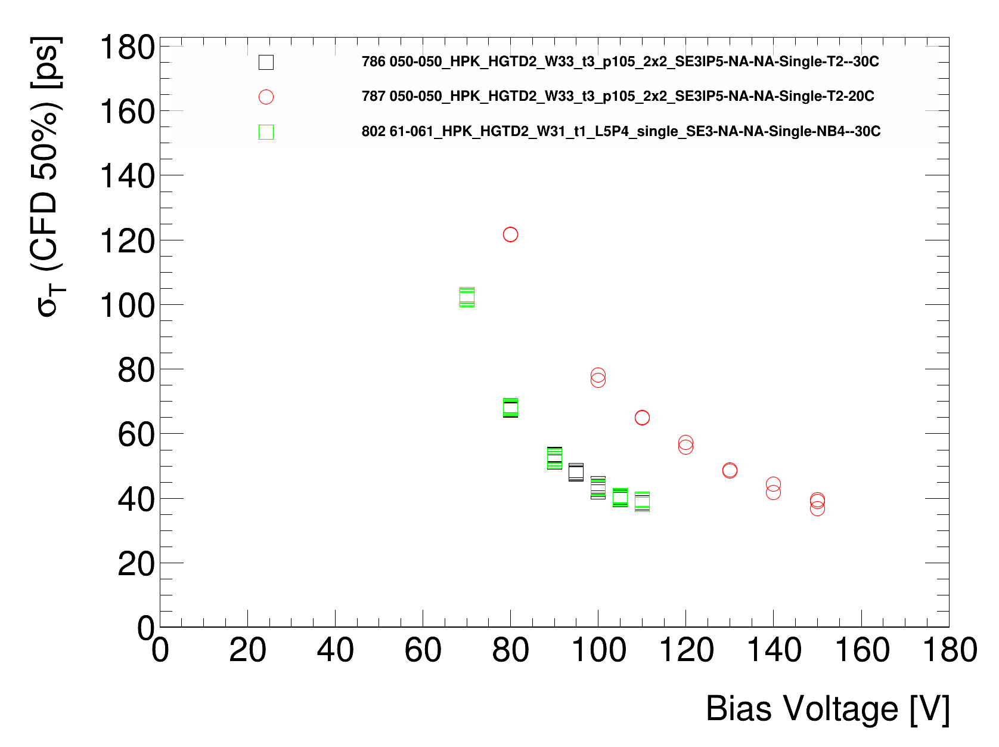 σT (CFD 50%) [ps]
180
160
140
120
100
80
60
40
20
0
786 050-050_HPK_HGTD2_W33_t3_p105_2x2_SE3IP5-NA-NA-Single-T2--30C
787 050-050_HPK_HGTD2_W33_t3_p105_2x2_SE3IP5-NA-NA-Single-T2-20C
802 61-061_HPK_HGTD2_W31_t1_L5P4_single_SE3-NA-NA-Single-NB4--30C
0 20 40 60 80 100 120 140 160 180
Bias Voltage [V]